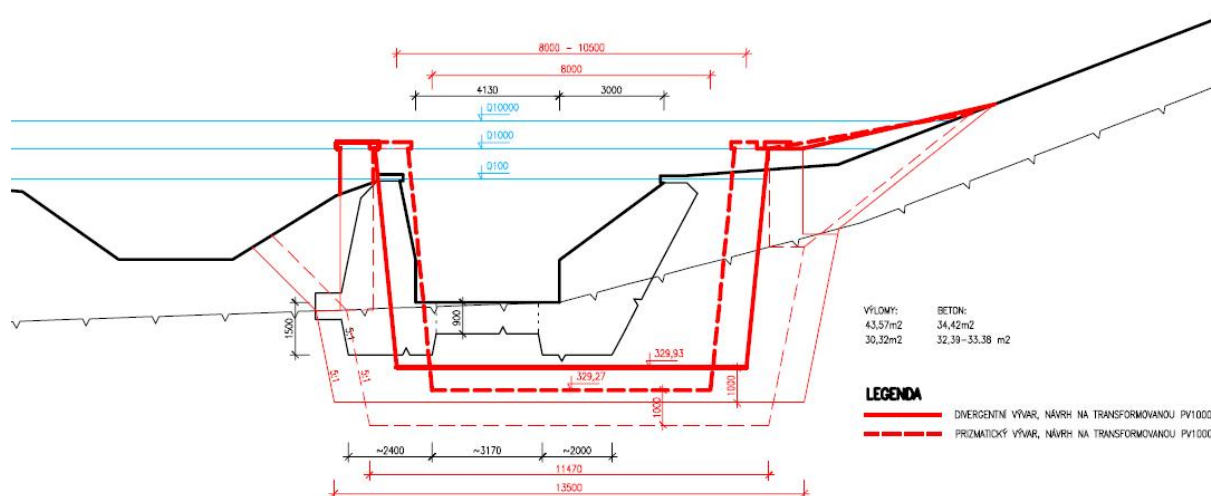 8000 - 10500
8000
4130
3000
Q10000
Q1000
Q100
1500
900
329,93
329,27
1000
1000
5:1
5:1
5:1
~2400
~3170
~2000
11470
13500
VÝLOMY:
BETON:
43,57m2
34,42m2
30,32m2
32,39-33.38 m2
LEGENDA
DIVERGENTNÍ VÝVAR, NÁVRH NA TRANSFORMOVANOU PV1000
PRIZMATICKÝ VÝVAR, NÁVRH NA TRANSFORMOVANOU PV1000